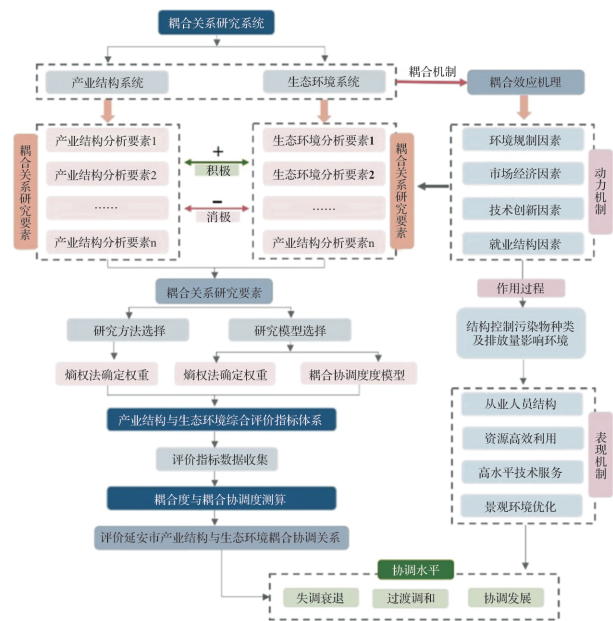 耦合关系研究系统
产业结构系统
生态环境系统
耦合机制
耦合效应机理
耦合关系研究要素
产业结构分析要素1
产业结构分析要素2
……
产业结构分析要素n
+
积极
−
消极
生态环境分析要素1
生态环境分析要素2
……
产业结构分析要素n
耦合关系研究要素
环境规制因素
市场经济因素
技术创新因素
就业结构因素
动力机制
耦合关系研究要素
研究方法选择
研究模型选择
熵权法确定权重
熵权法确定权重
耦合协调度度模型
产业结构与生态环境综合评价指标体系
评价指标数据收集
耦合度与耦合协调度测算
评价延安市产业结构与生态环境耦合协调关系
作用过程
结构控制污染物种类
及排放量影响环境
从业人员结构
资源高效利用
高水平技术服务
景观环境优化
表现机制
协调水平
失调衰退
过渡调和
协调发展